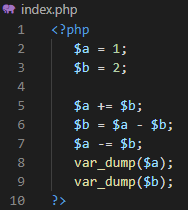 index.php
1 <?php
2 $a = 1;
3 $b = 2;
4
5 $a += $b;
6 $b = $a - $b;
7 $a -= $b;
8 var_dump($a);
9 var_dump($b);
10 ?>